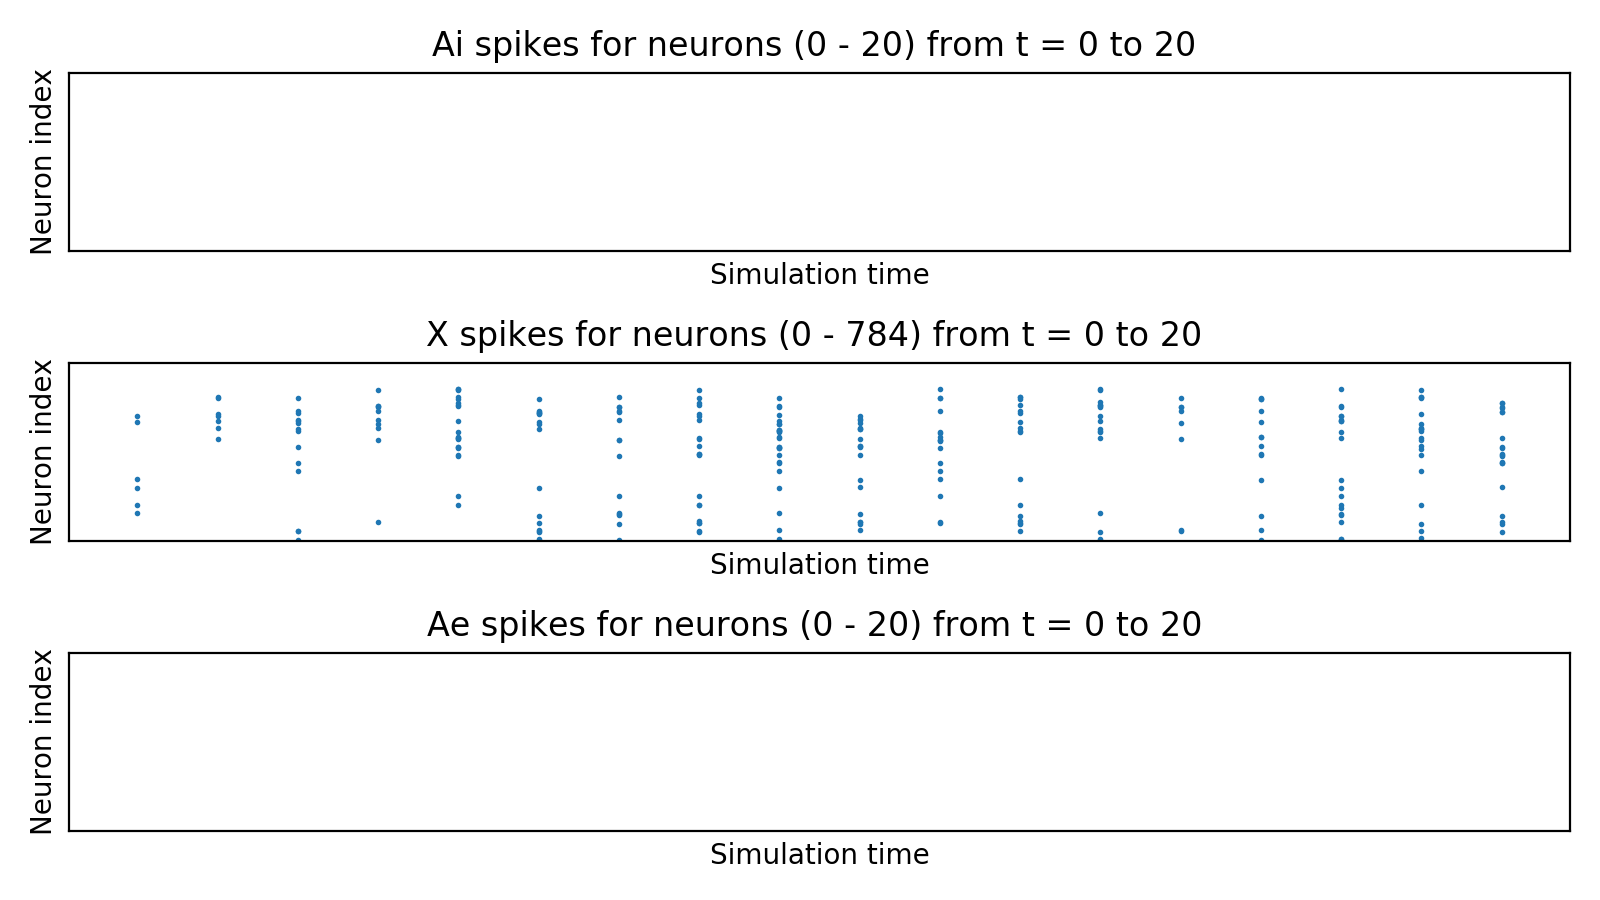 Ai spikes for neurons (0 - 20) from t = 0 to 20
Neuron index
Simulation time
X spikes for neurons (0 - 784) from t = 0 to 20
Neuron index
Simulation time
Ae spikes for neurons (0 - 20) from t = 0 to 20
Neuron index
Simulation time